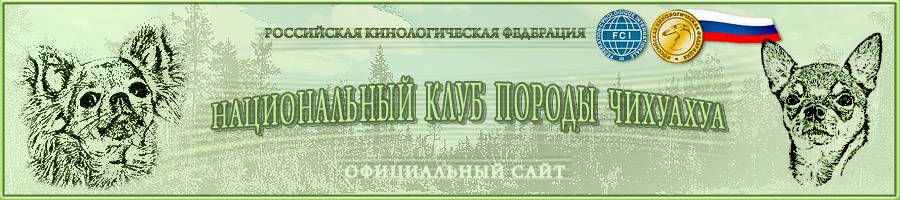 РОССИЙСКАЯ КИНОЛОГИЧЕСКАЯ ФЕДЕРАЦИЯ
FCI
НАЦИОНАЛЬНЫЙ КЛУБ ПОРОДЫ ЧИХУАХУА
ОФИЦИАЛЬНЫЙ САЙТ